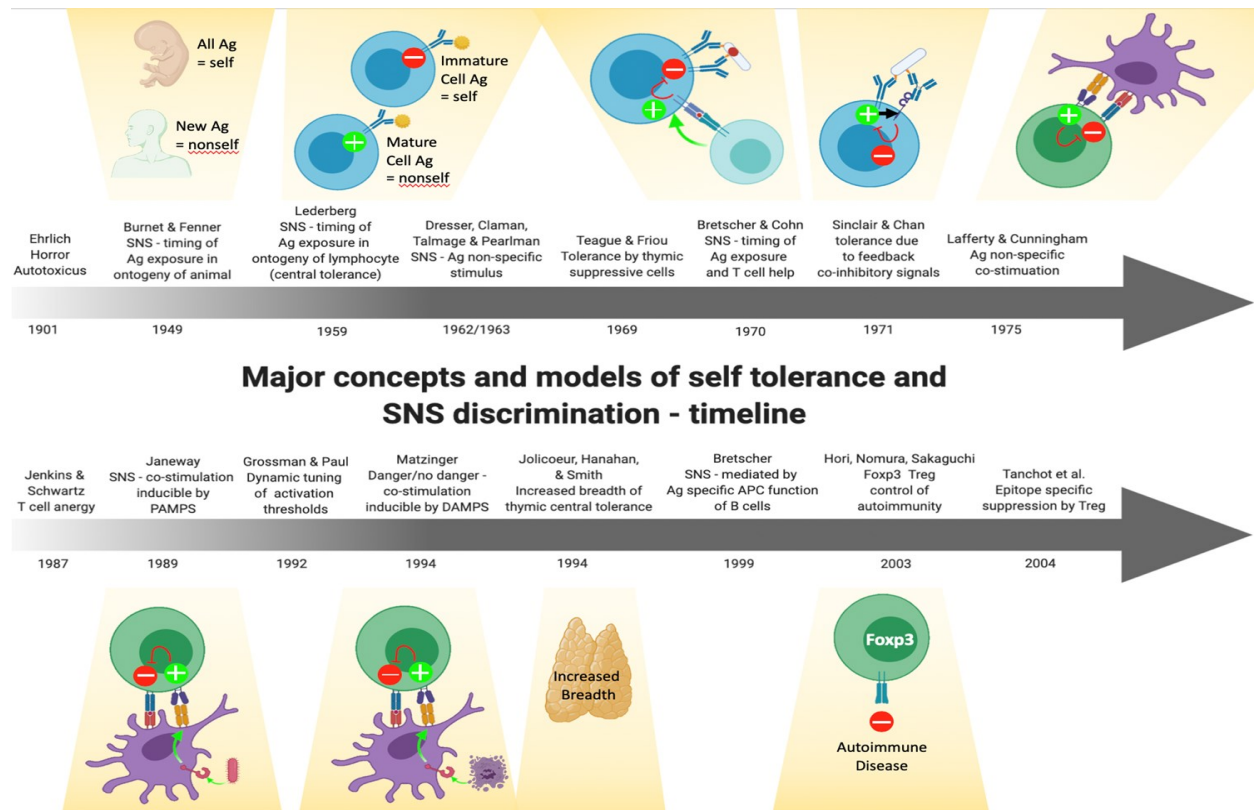 All Ag
= self
New Ag
= nonself
Immature
Cell Ag
= self
Mature
Cell Ag
= nonself
Ehrlich
Horror
Autotoxicus
Burnet & Fenner
SNS - timing of
Ag exposure in
ontogeny of animal
Lederberg
SNS - timing of
Ag exposure in
ontogeny of lymphocyte
(central tolerance)
Dresser, Claman,
Talmage & Pearlman
SNS - Ag non-specific
stimulus
Teague & Friou
Tolerance by thymic
suppressive cells
Bretscher & Cohn
SNS - timing of
Ag exposure
and T cell help
Sinclair & Chan
tolerance due
to feedback
co-inhibitory signals
Lafferty & Cunningham
Ag non-specific
co-stimuation
1901
1949
1959
1962/1963
1969
1970
1971
1975
Major concepts and models of self tolerance and
SNS discrimination - timeline
Jenkins &
Schwartz
T cell anergy
Janeway
SNS - co-stimulation
inducible by
PAMPS
Grossman & Paul
Dynamic tuning
of activation
thresholds
Matzinger
Danger/no danger -
co-stimulation
inducible by DAMPS
Jolicoeur, Hanahan,
& Smith
Increased breadth of
thymic central tolerance
Bretscher
SNS - mediated by
Ag specific APC function
of B cells
Hori, Nomura, Sakaguchi
Foxp3 Treg
control of
autoimmunity
Tanchot et al.
Epitope specific
suppression by Treg
1987
1989
1992
1994
1994
1999
2003
2004
Increased
Breadth
Foxp3
Autoimmune
Disease